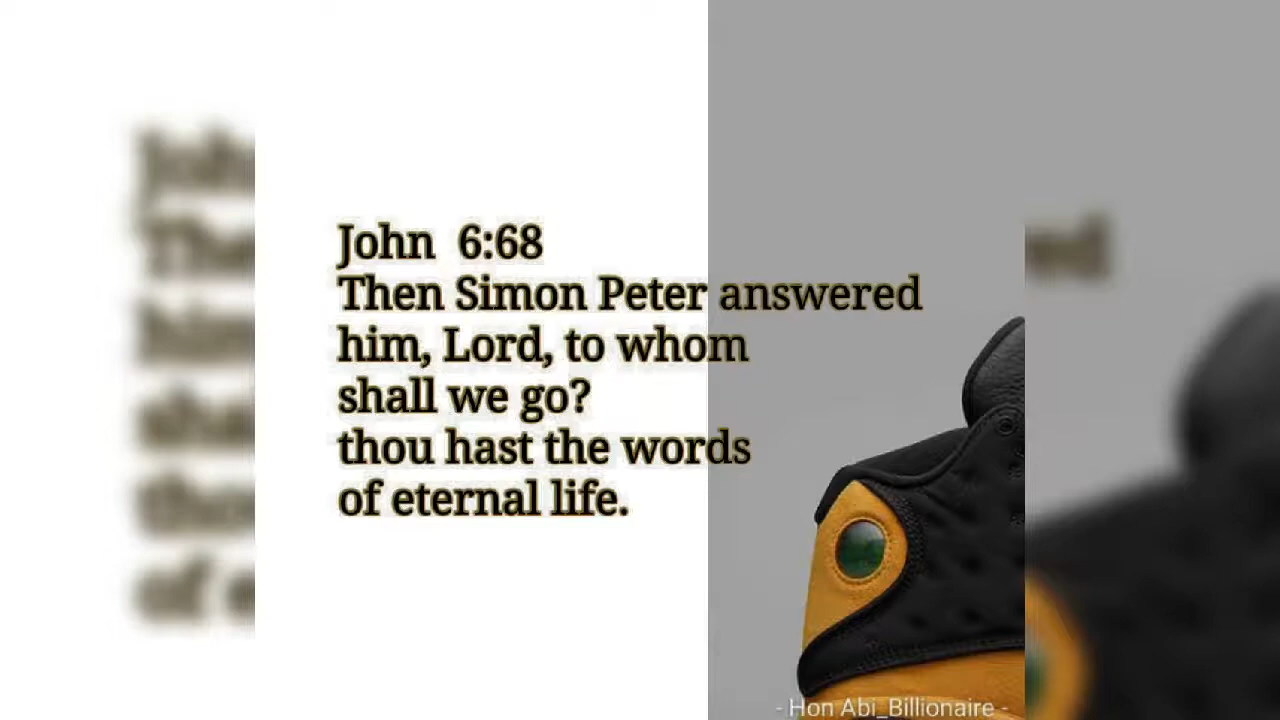 John 6:68
Then Simon Peter answered
him, Lord, to whom
shall we go?
thou hast the words
of eternal life.
- Hon Abi_Billionaire -